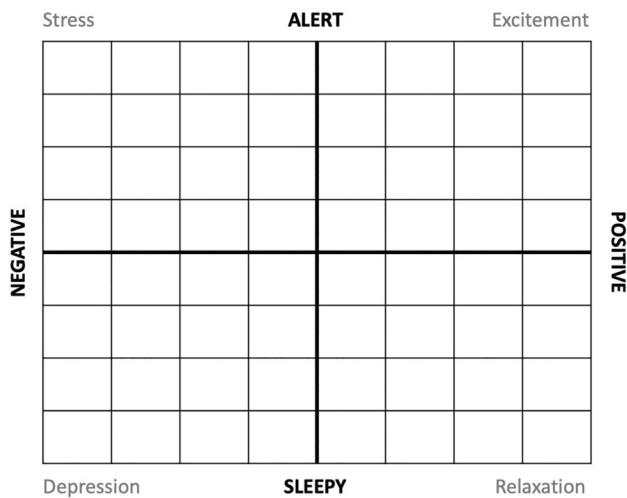 Stress
ALERT
Excitement
NEGATIVE
POSITIVE
Depression
SLEEPY
Relaxation